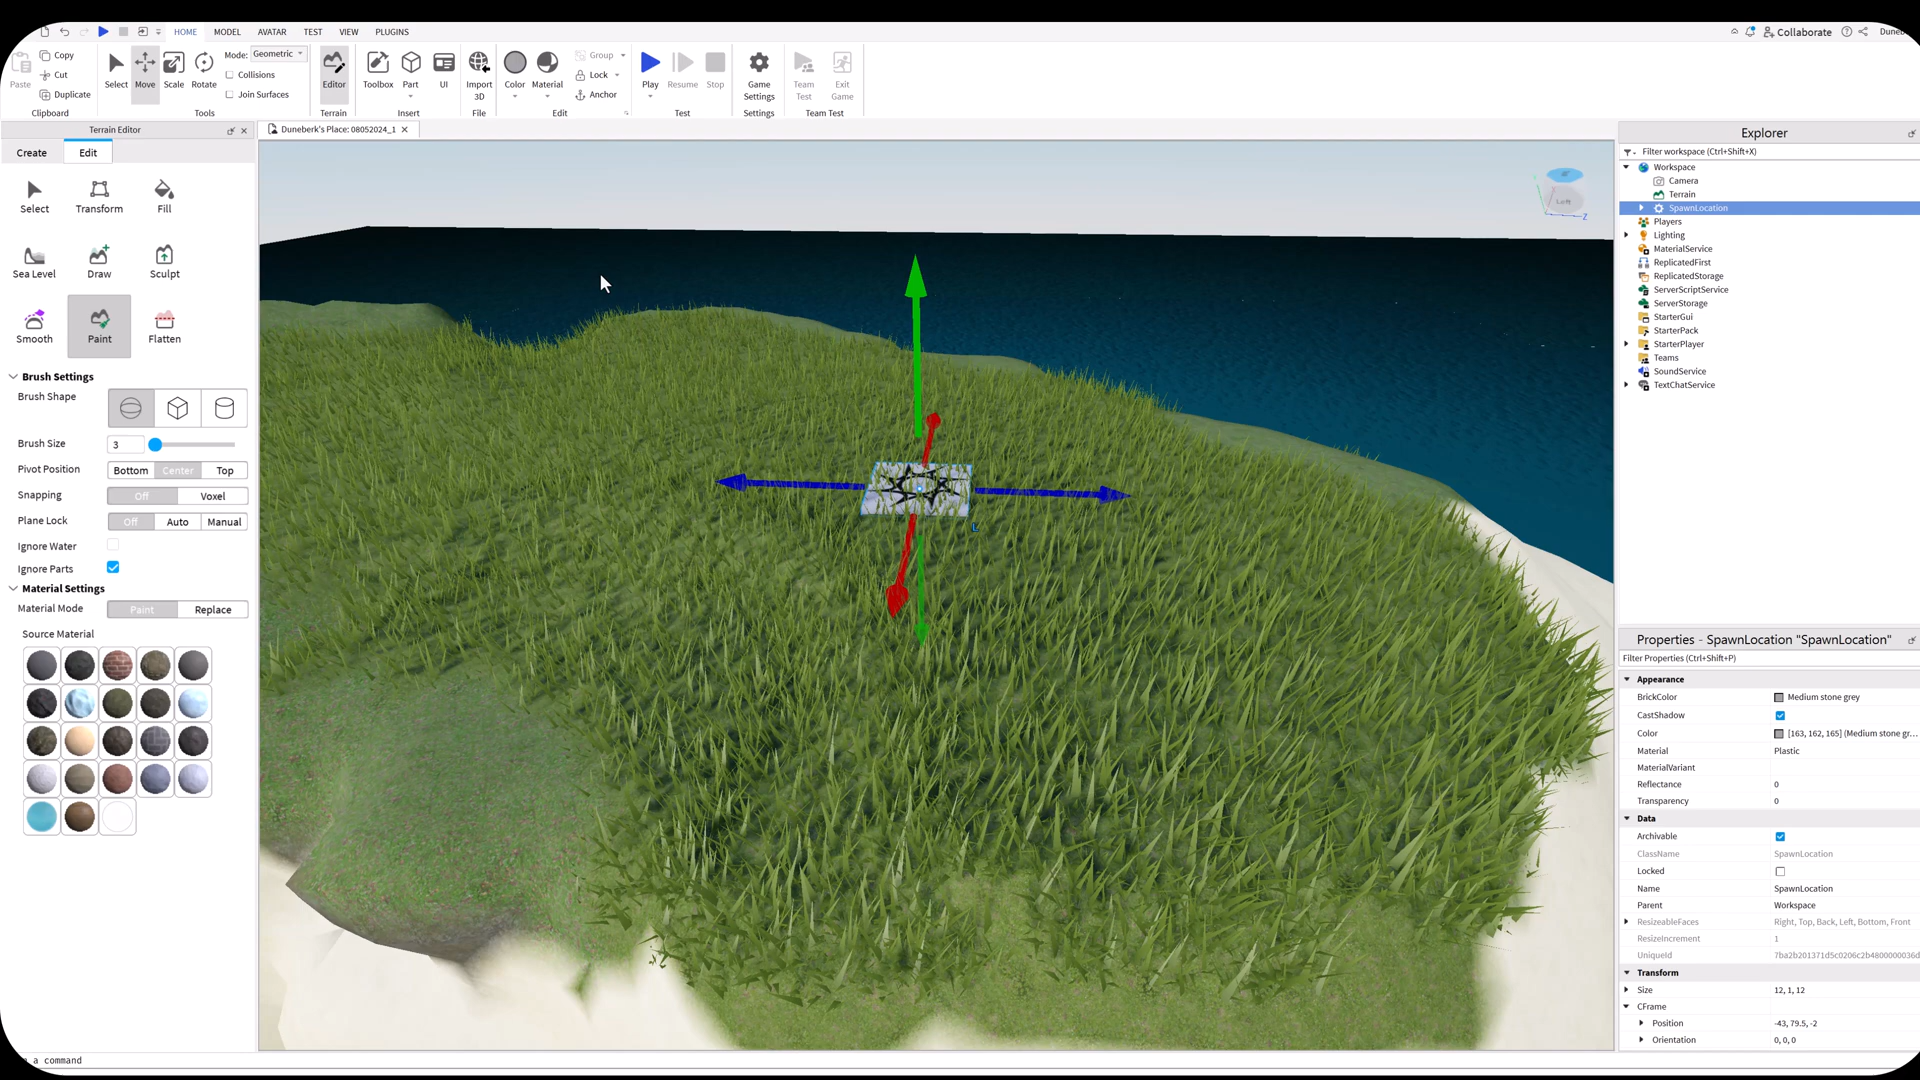 HOME MODEL AVATAR TEST VIEW PLUGINS
Collaborate
Paste
Copy
Cut
Duplicate
Clipboard
Select Move Scale Rotate
Mode: Geometric
Collisions
Join Surfaces
Tools
Editor
Terrain
Toolbox Part UI
Insert
Import
3D
File
Color Material
Group
Lock
Anchor
Edit
Play Resume Stop
Test
Game
Settings
Settings
Team
Test
Exit
Game
Team Test
Terrain Editor
Duneberk's Place: 08052024_1
Create Edit
Select Transform Fill
Sea Level Draw Sculpt
Smooth Paint Flatten
Brush Settings
Brush Shape
Brush Size 3
Pivot Position Bottom Center Top
Snapping Off Voxel
Plane Lock Off Auto Manual
Ignore Water
Ignore Parts
Material Settings
Material Mode Paint Replace
Source Material
Left
Z
L
Explorer
Filter workspace (Ctrl+Shift+X)
Workspace
Camera
Terrain
SpawnLocation
Players
Lighting
MaterialService
ReplicatedFirst
ReplicatedStorage
ServerScriptService
ServerStorage
StarterGui
StarterPack
StarterPlayer
Teams
SoundService
TextChatService
Properties - SpawnLocation "SpawnLocation"
Filter Properties (Ctrl+Shift+P)
Appearance
BrickColor Medium stone grey
CastShadow
Color [163, 162, 165] (Medium stone gr...
Material Plastic
MaterialVariant
Reflectance 0
Transparency 0
Data
Archivable
ClassName SpawnLocation
Locked
Name SpawnLocation
Parent Workspace
ResizeableFaces Right, Top, Back, Left, Bottom, Front
ResizeIncrement 1
UniqueId 7ba2b201371d5c0206c2b4800000036d
Transform
Size 12, 1, 12
CFrame
Position -43, 79.5, -2
Orientation 0, 0, 0
a command